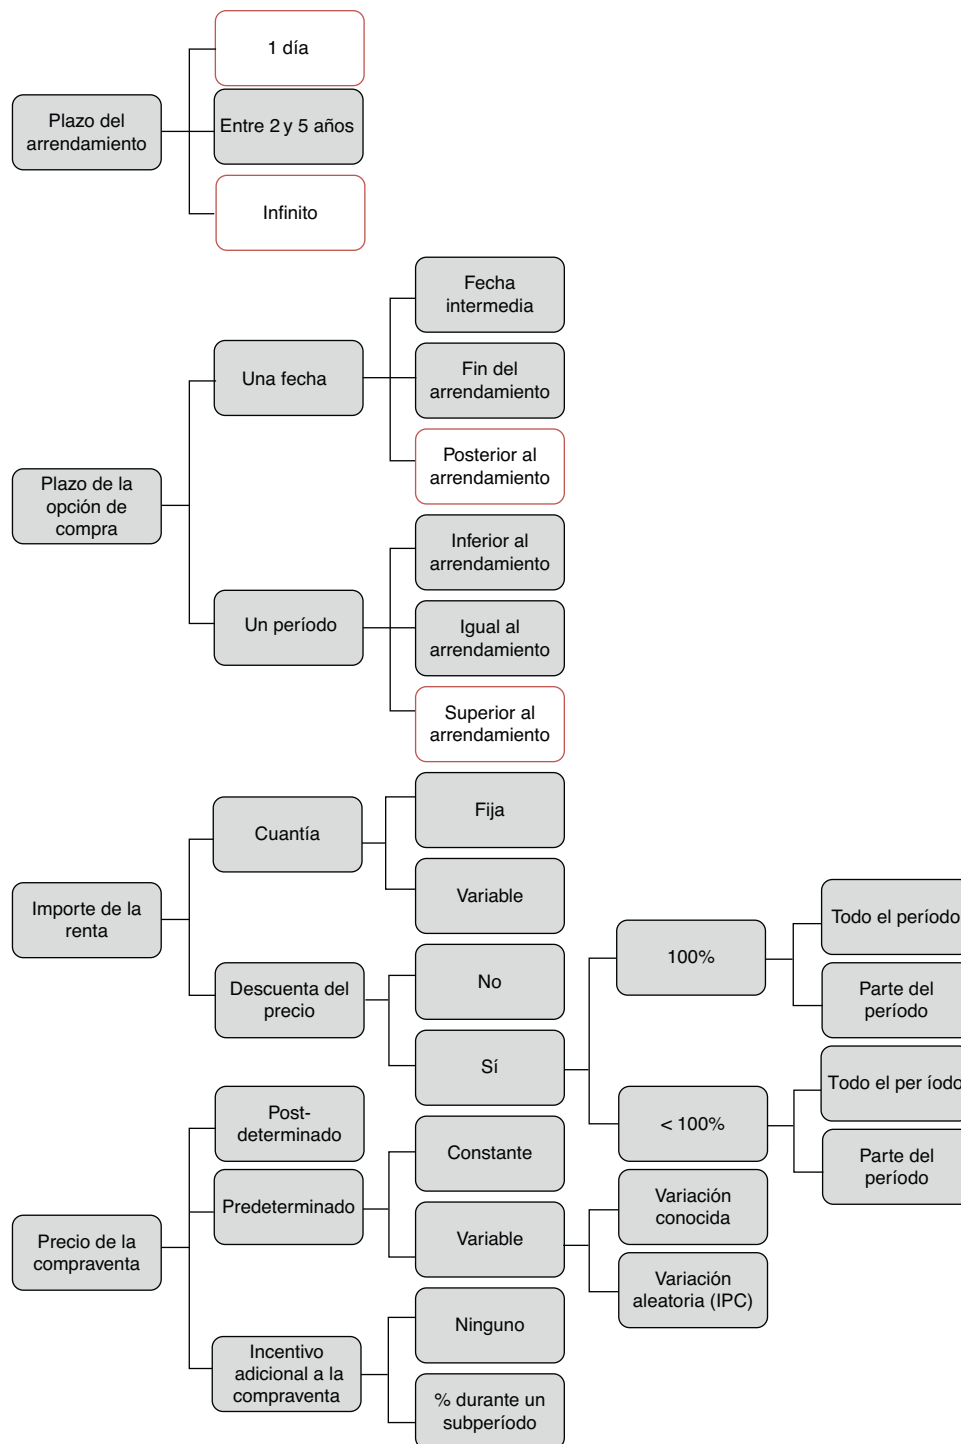 1 día
Plazo del
arrendamiento
Entre 2 y 5 años
Infinito
Fecha
intermedia
Una fecha
Fin del
arrendamiento
Posterior al
arrendamiento
Plazo de la
opción de
compra
Inferior al
arrendamiento
Un período
Igual al
arrendamiento
Superior al
arrendamiento
Cuantía
Fija
Variable
Importe de la
renta
Descuenta del
precio
No
Sí
100%
Todo el período
Parte del
período
< 100%
Todo el per íodo
Parte del
período
Post-
determinado
Predeterminado
Constante
Variable
Variación
conocida
Variación
aleatoria (IPC)
Precio de la
compraventa
Incentivo
adicional a la
compraventa
Ninguno
% durante un
subperíodo